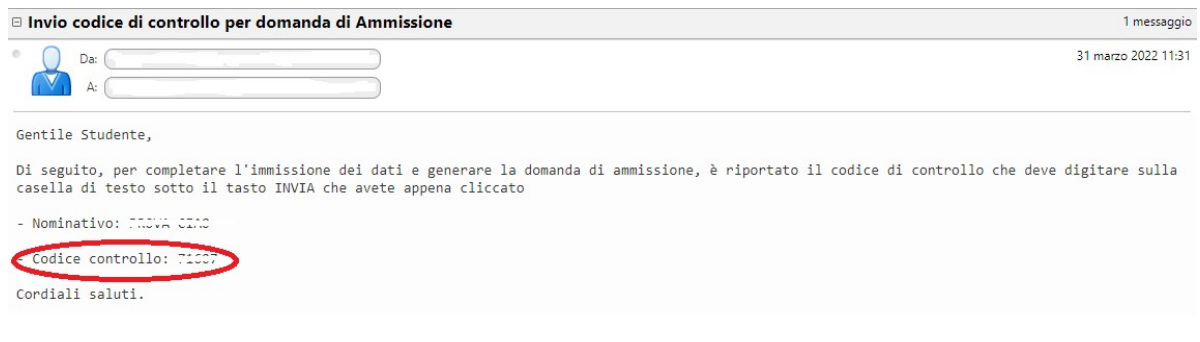 Invio codice di controllo per domanda di Ammissione
1 messaggio
Da:
31 marzo 2022 11:31
A:
Gentile Studente,
Di seguito, per completare l'immissione dei dati e generare la domanda di ammissione, è riportato il codice di controllo che deve digitare sulla
casella di testo sotto il tasto INVIA che avete appena cliccato
- Nominativo:
- Codice controllo:
Cordiali saluti.